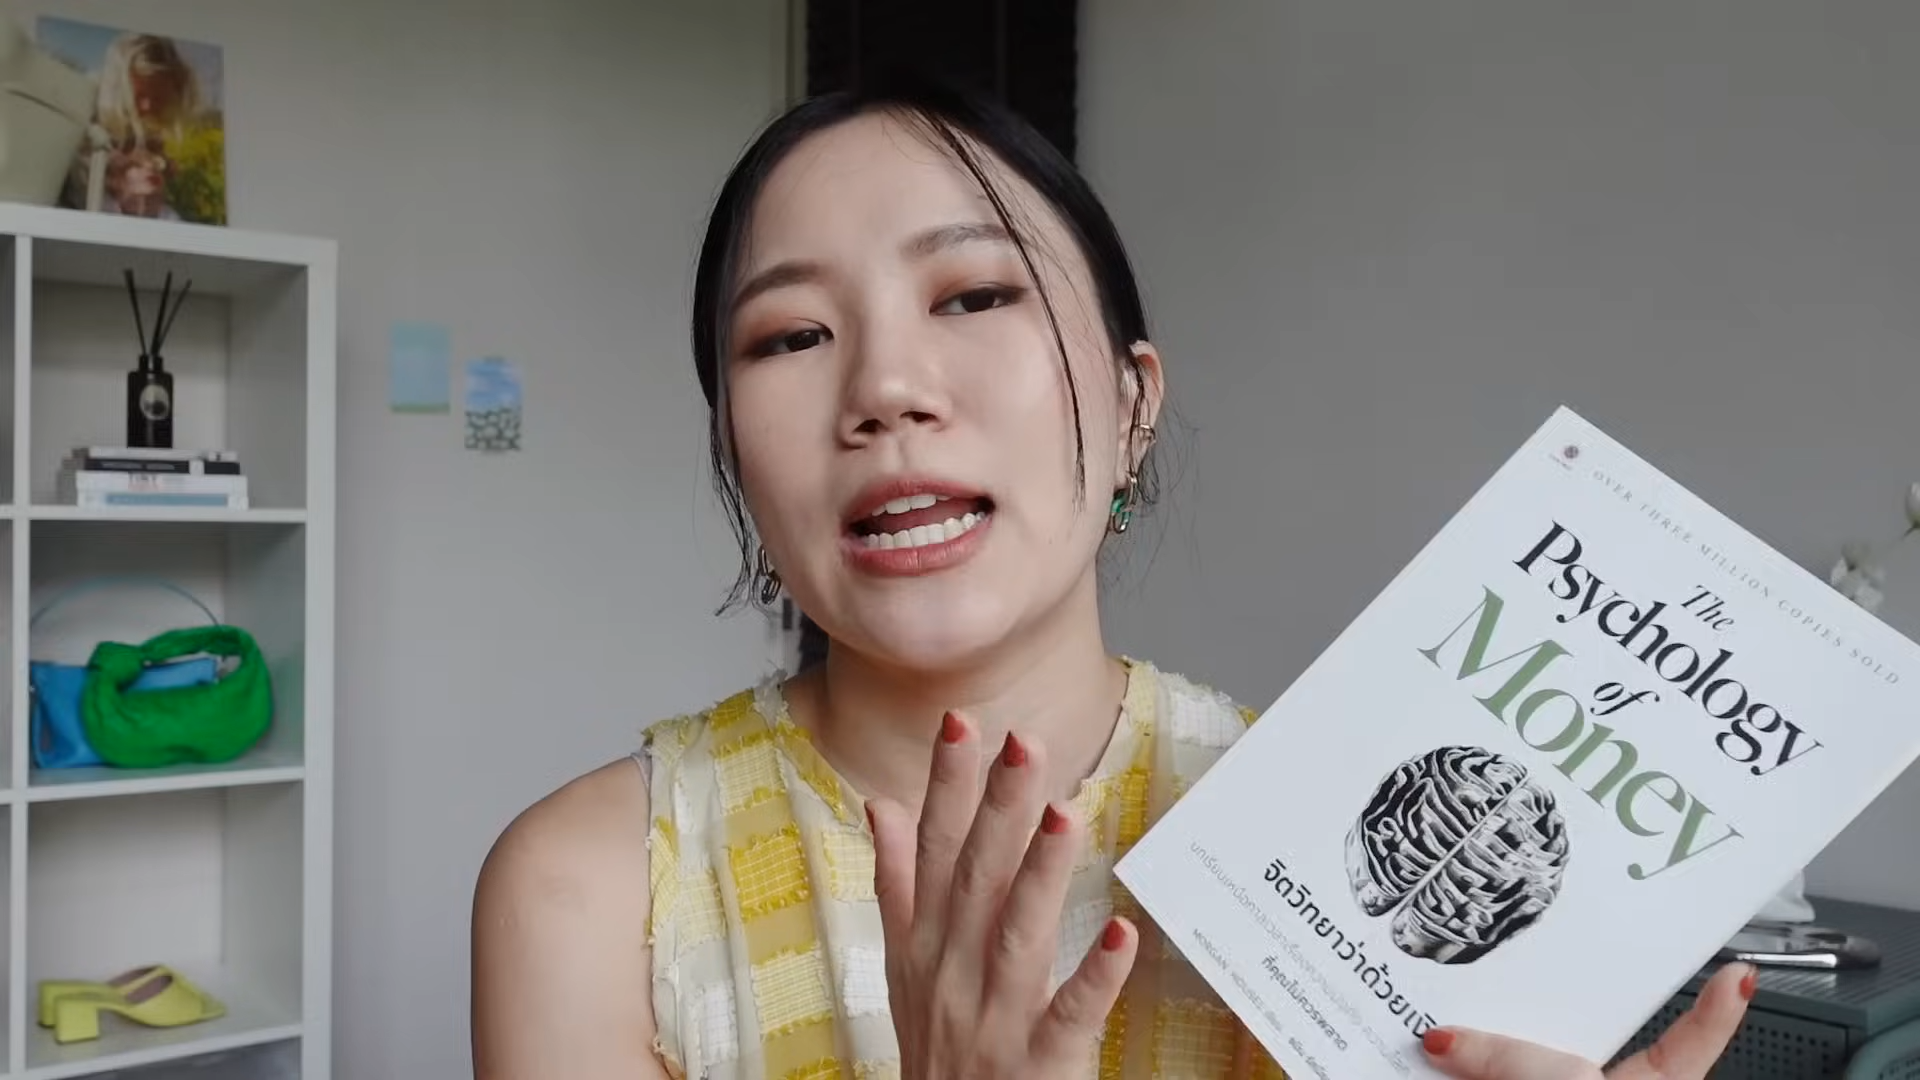 OVER THREE MILLION COPIES SOLD
The
Psychology
of
Money
จิตวิทยาว่าด้วยเงิ
ที่คุณไม่ควรพลาด
MORGAN HOUSEL